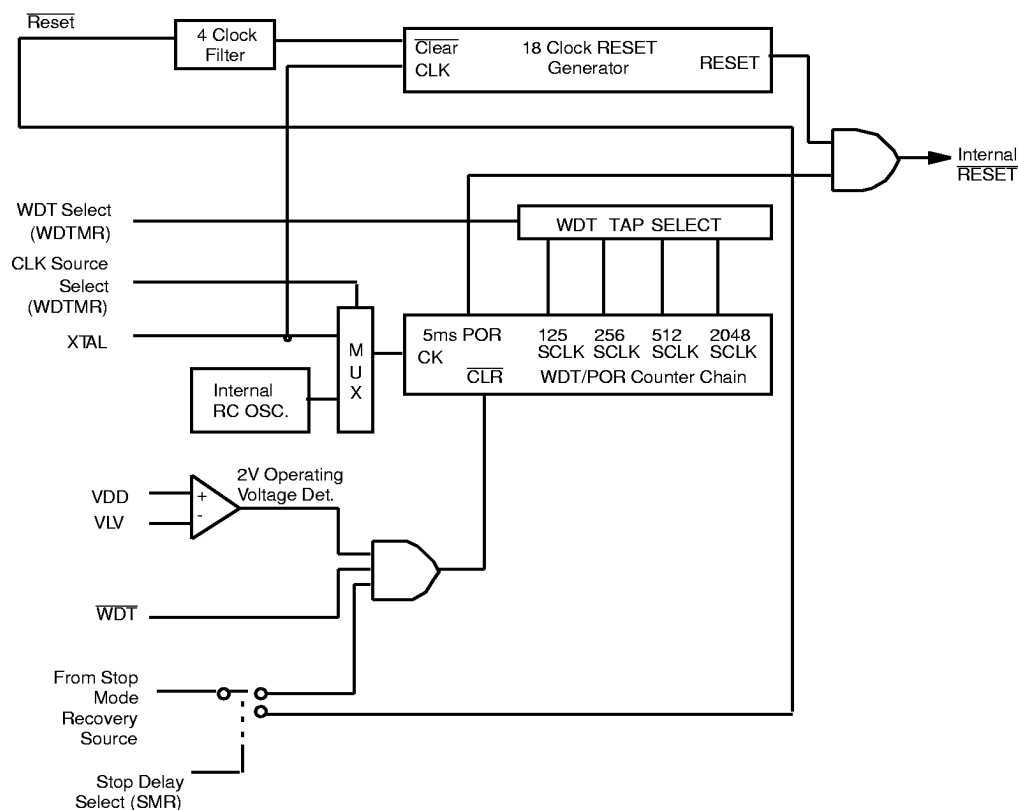 Reset
4 Clock
Filter
Clear
CLK
18 Clock RESET
Generator
RESET
Internal
RESET
WDT Select
(WDTMR)
WDT TAP SELECT
CLK Source
Select
(WDTMR)
XTAL
M
U
X
5ms POR
CK
CLR
125
SCLK
256
SCLK
512
SCLK
2048
SCLK
WDT/POR Counter Chain
Internal
RC OSC.
2V Operating
Voltage Det.
VDD
VLV
+
-
WDT
From Stop
Mode
Recovery
Source
Stop Delay
Select (SMR)